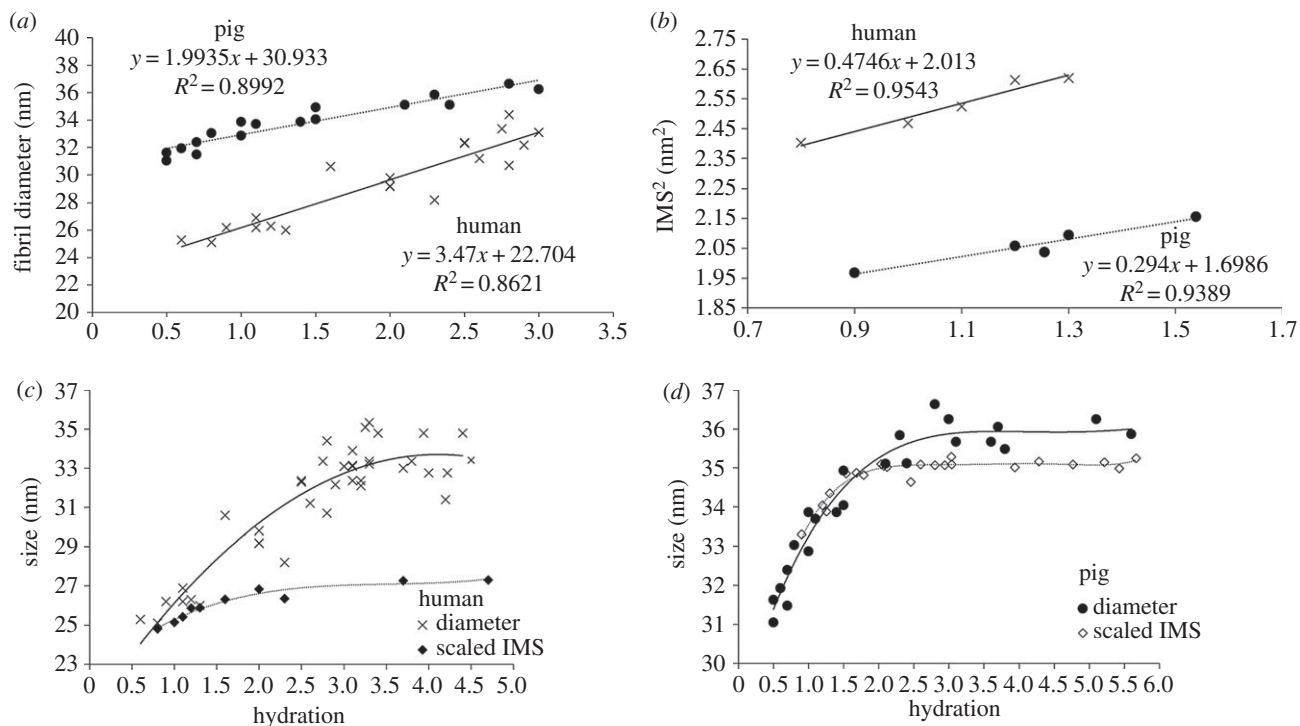 (a)
pig
y = 1.9935x + 30.933
R² = 0.8992
fibril diameter (nm)
40
38
36
34
32
30
28
26
24
22
20
human
y = 3.47x + 22.704
R² = 0.8621
0 0.5 1.0 1.5 2.0 2.5 3.0 3.5
(b)
human
y = 0.4746x + 2.013
R² = 0.9543
IMS² (nm²)
2.75
2.65
2.55
2.45
2.35
2.25
2.15
2.05
1.95
1.85
pig
y = 0.294x + 1.6986
R² = 0.9389
0.7 0.9 1.1 1.3 1.5 1.7
(c)
size (nm)
37
35
33
31
29
27
25
23
human
diameter
scaled IMS
0 0.5 1.0 1.5 2.0 2.5 3.0 3.5 4.0 4.5 5.0
hydration
(d)
size (nm)
37
36
35
34
33
32
31
30
pig
diameter
scaled IMS
0 0.5 1.0 1.5 2.0 2.5 3.0 3.5 4.0 4.5 5.0 5.5 6.0
hydration